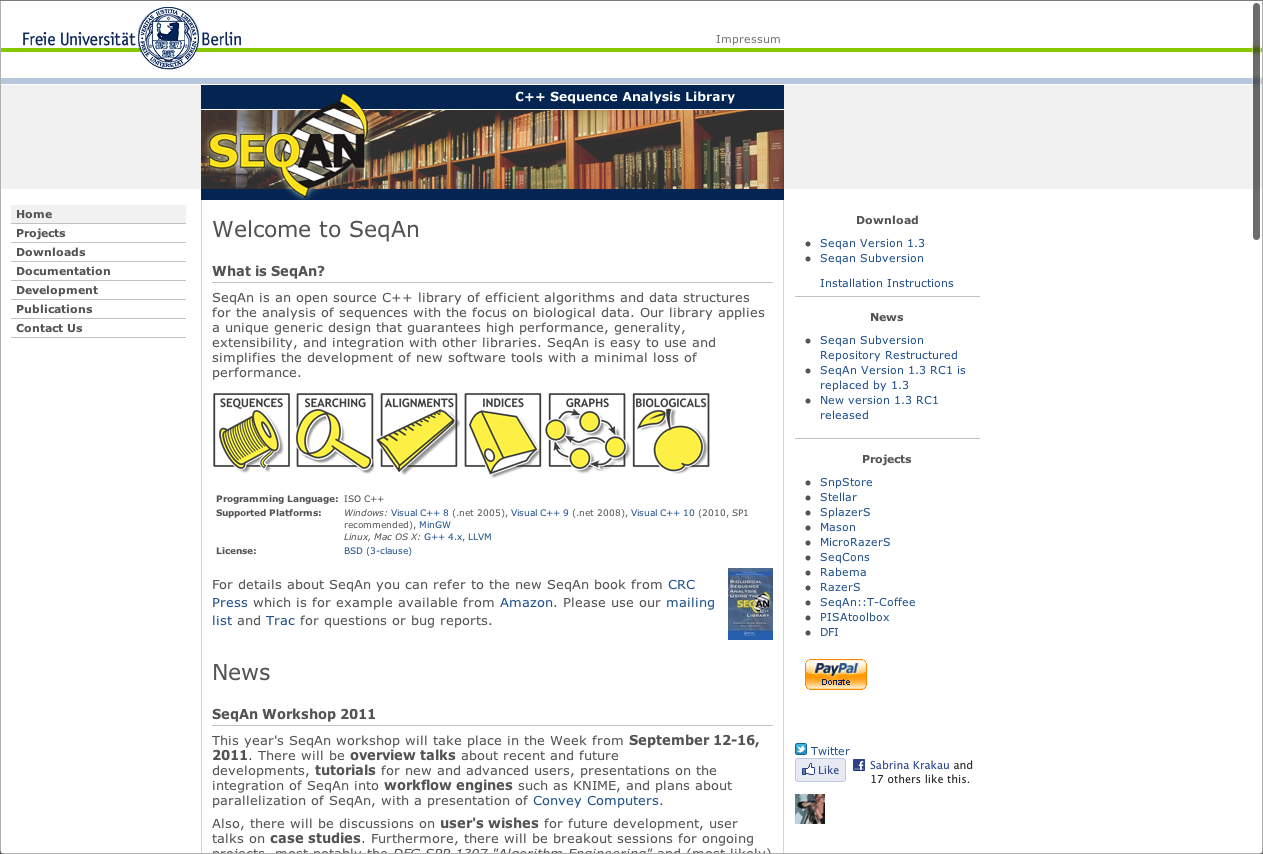 Freie Universität Berlin
Impressum
C++ Sequence Analysis Library
SEQAN
Home
Projects
Downloads
Documentation
Development
Publications
Contact Us
Welcome to SeqAn
What is SeqAn?
SeqAn is an open source C++ library of efficient algorithms and data structures
for the analysis of sequences with the focus on biological data. Our library applies
a unique generic design that guarantees high performance, generality,
extensibility, and integration with other libraries. SeqAn is easy to use and
simplifies the development of new software tools with a minimal loss of
performance.
SEQUENCES SEARCHING ALIGNMENTS INDICES GRAPHS BIOLOGICALS
Programming Language: ISO C++
Supported Platforms: Windows: Visual C++ 8 (.net 2005), Visual C++ 9 (.net 2008), Visual C++ 10 (2010, SP1
recommended), MinGW
Linux, Mac OS X: G++ 4.x, LLVM
License: BSD (3-clause)
For details about SeqAn you can refer to the new SeqAn book from CRC
Press which is for example available from Amazon. Please use our mailing
list and Trac for questions or bug reports.
BIOLOGICAL
SEQUENCE
ANALYSIS
USING THE
SEQAN
C++
LIBRARY
News
SeqAn Workshop 2011
This year's SeqAn workshop will take place in the Week from September 12-16,
2011. There will be overview talks about recent and future
developments, tutorials for new and advanced users, presentations on the
integration of SeqAn into workflow engines such as KNIME, and plans about
parallelization of SeqAn, with a presentation of Convey Computers.
Also, there will be discussions on user's wishes for future development, user
talks on case studies. Furthermore, there will be breakout sessions for ongoing
projects, most notably the DFG SPP 1307 "Algorithm Engineering" and (most likely)
Download
Seqan Version 1.3
Seqan Subversion
Installation Instructions
News
Seqan Subversion
Repository Restructured
SeqAn Version 1.3 RC1 is
replaced by 1.3
New version 1.3 RC1
released
Projects
SnpStore
Stellar
SplazerS
Mason
MicroRazerS
SeqCons
Rabema
RazerS
SeqAn::T-Coffee
PISAtoolbox
DFI
PayPal
Donate
Twitter
Like
Sabrina Krakau and
17 others like this.